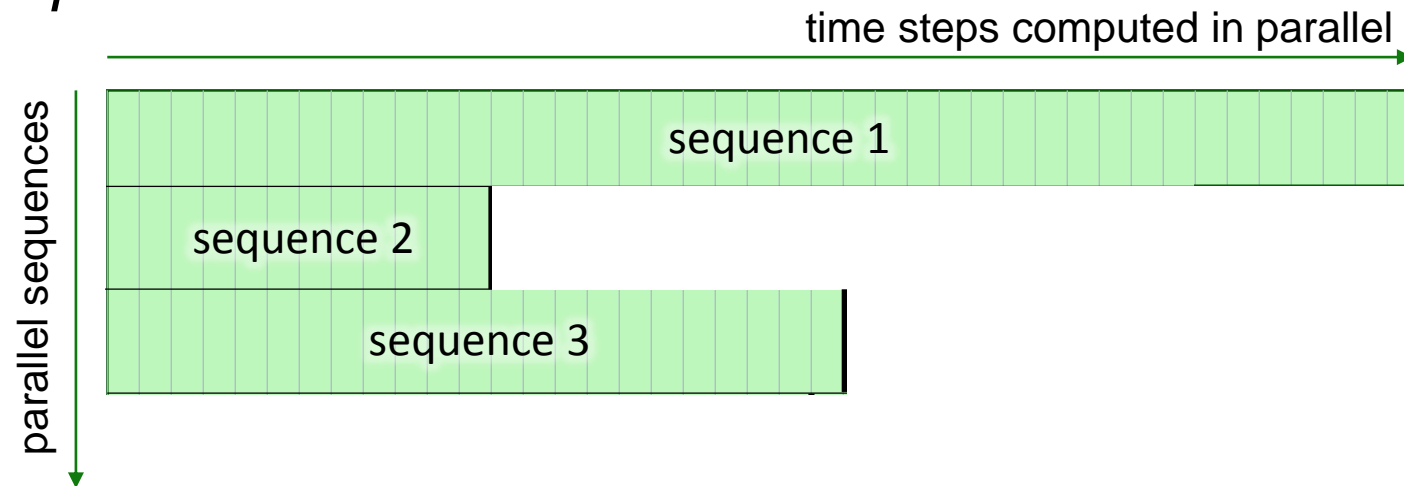 time steps computed in parallel
parallel sequences
sequence 1
sequence 2
sequence 3